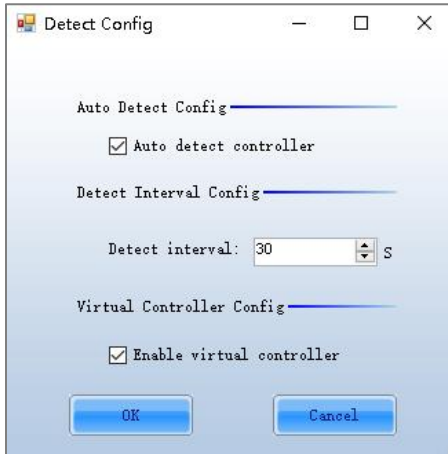 Detect Config
Auto Detect Config
Auto detect controller
Detect Interval Config
Detect interval: 30 S
Virtual Controller Config
Enable virtual controller
OK Cancel